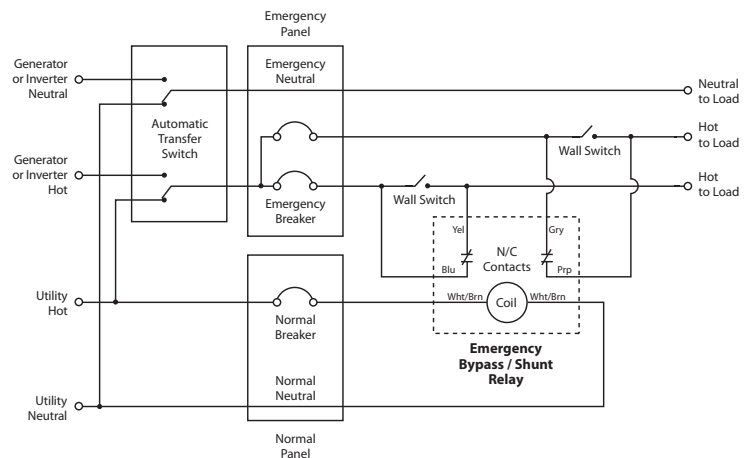 Emergency
Panel
Generator
or Inverter
Neutral
Emergency
Neutral
Neutral
to Load
Automatic
Transfer
Switch
Hot
to Load
Wall Switch
Generator
or Inverter
Hot
Hot
to Load
Emergency
Breaker
Wall Switch
Yel
Gry
N/C
Contacts
Blu
Prp
Utility
Hot
Wht/Brn
Coil
Wht/Brn
Normal
Breaker
Emergency
Bypass / Shunt
Relay
Normal
Neutral
Utility
Neutral
Normal
Panel